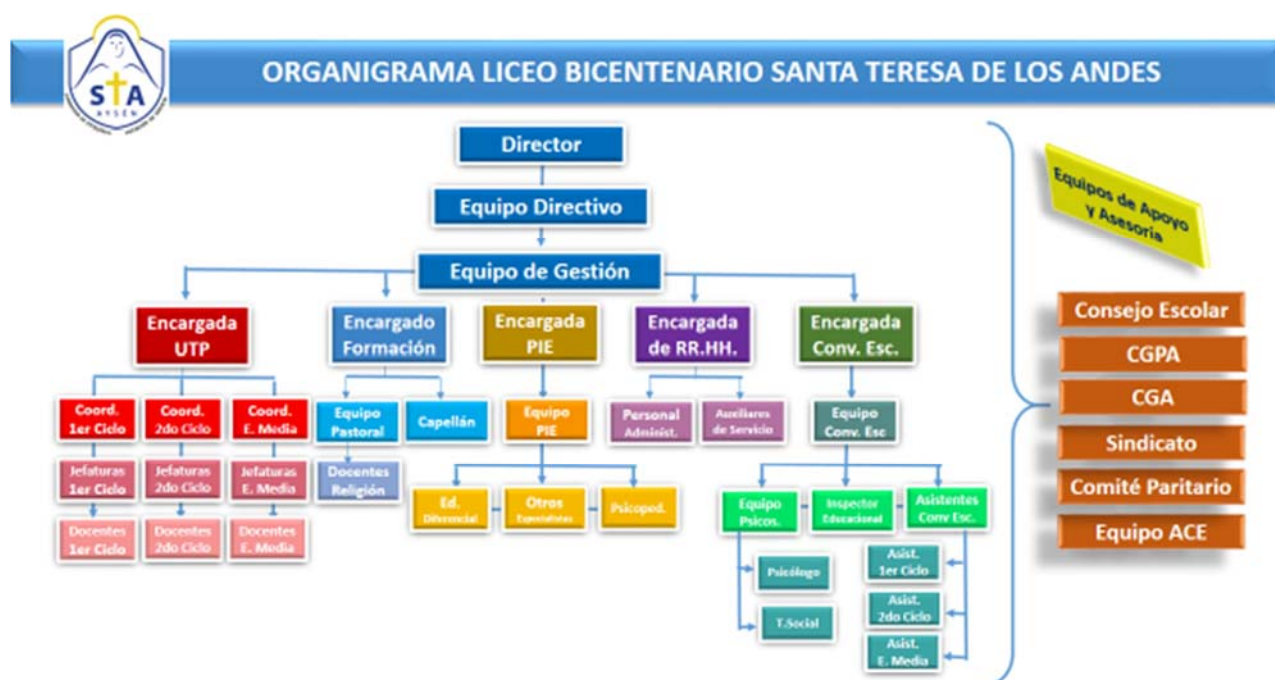 STA
AYSÉN
ORGANIGRAMA LICEO BICENTENARIO SANTA TERESA DE LOS ANDES
Director
Equipo Directivo
Equipo de Gestión
Encargada
UTP
Encargado
Formación
Encargada
PIE
Encargada
de RR.HH.
Encargada
Conv. Esc.
Coord.
1er Ciclo
Coord.
2do Ciclo
Coord.
E. Media
Equipo
Pastoral
Capellán
Equipo
PIE
Personal
Administ.
Auxiliares
de Servicio
Equipo
Conv. Esc
Jefaturas
1er Ciclo
Jefaturas
2do Ciclo
Jefaturas
E. Media
Docentes
Religión
Docentes
1er Ciclo
Docentes
2do Ciclo
Docentes
E. Media
Ed.
Diferencial
Otros
Especialistas
Psicoped.
Equipo
Psicos.
Inspector
Educacional
Asistentes
Conv Esc.
Psicólogo
T.Social
Asist.
1er Ciclo
Asist.
2do Ciclo
Asist.
E. Media
Equipos de Apoyo
y Asesoria
Consejo Escolar
CGPA
CGA
Sindicato
Comité Paritario
Equipo ACE